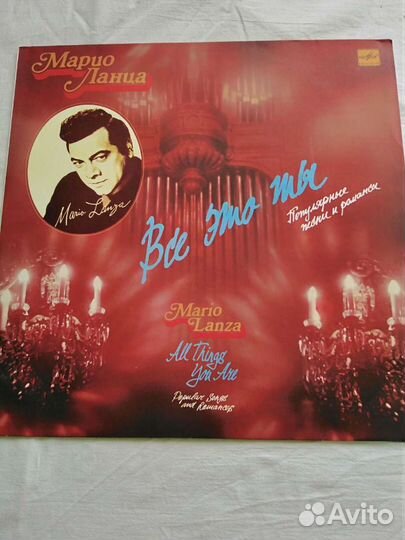 Марио
Ланца
мелодия
Mario Lanza
Все это ты
Популярные
песни и романсы
Mario
Lanza
All Things
You Are
Popular Songs
and Romances
Avito